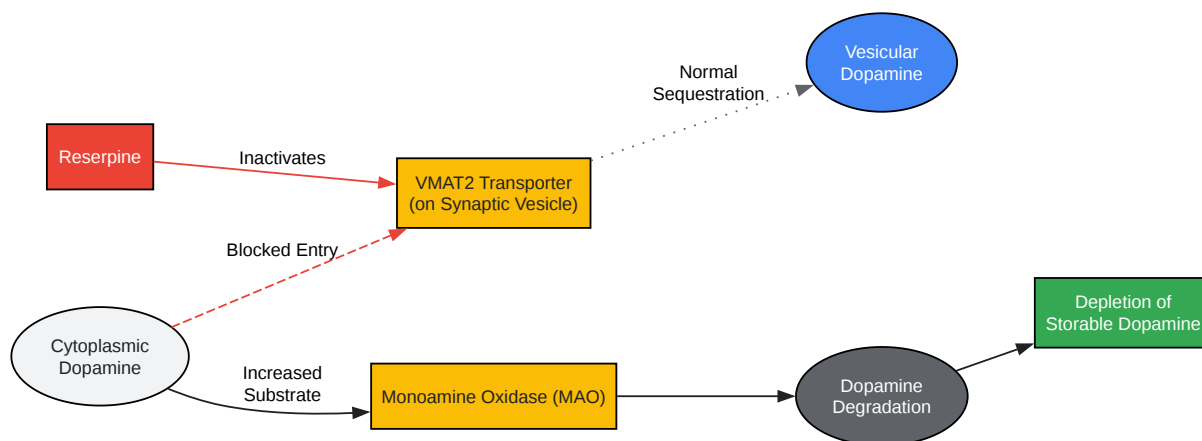 Vesicular
Dopamine
Normal
Sequestration
Reserpine
Inactivates
VMAT2 Transporter
(on Synaptic Vesicle)
Blocked Entry
Cytoplasmic
Dopamine
Increased
Substrate
Monoamine Oxidase (MAO)
Dopamine
Degradation
Depletion of
Storable Dopamine